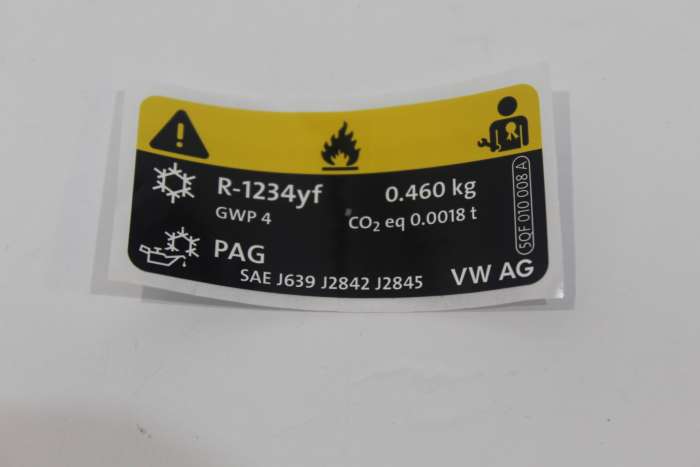 R-1234yf 0.460 kg
GWP 4 CO₂ eq 0.0018 t
PAG
SAE J639 J2842 J2845 VW AG
5QF 010 008 A